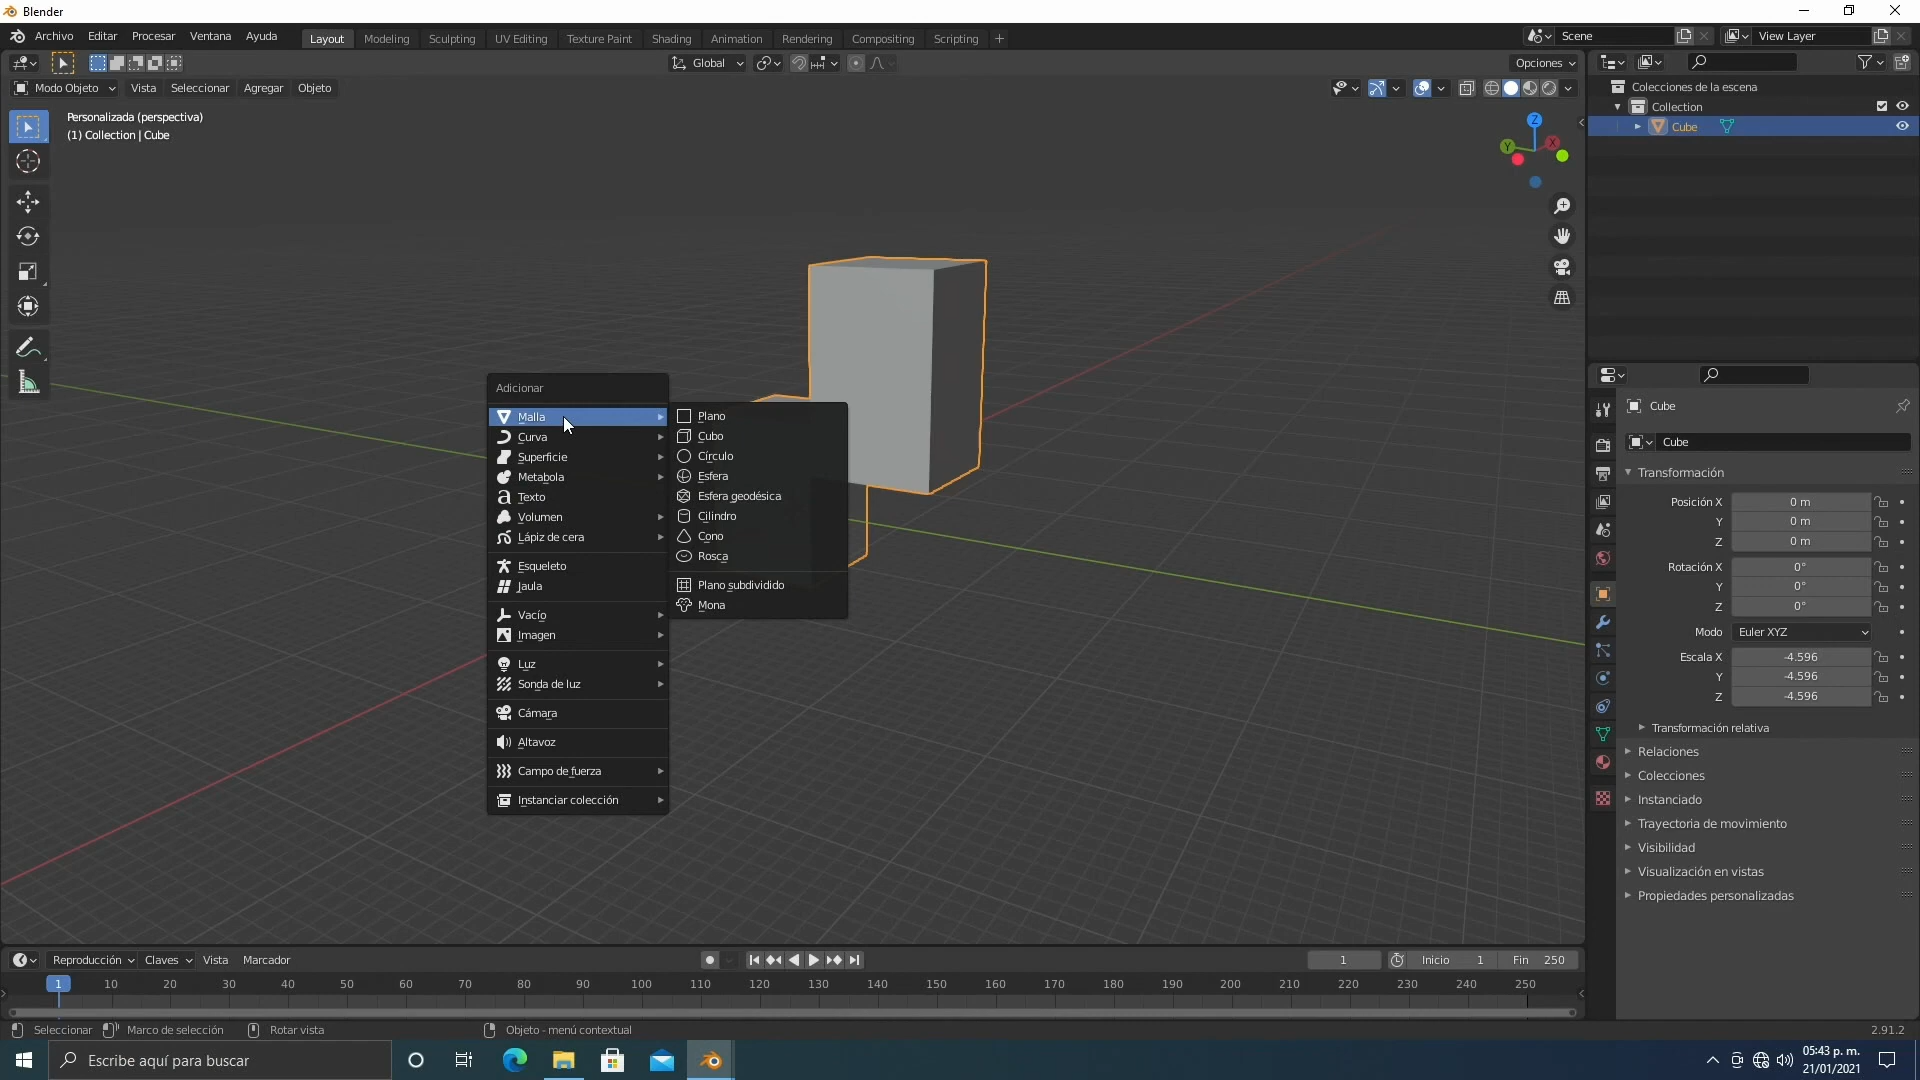 Blender
Archivo Editar Procesar Ventana Ayuda Layout Modeling Sculpting UV Editing Texture Paint Shading Animation Rendering Compositing Scripting + Scene View Layer
Global Opciones
Modo Objeto Vista Seleccionar Agregar Objeto
Personalizada (perspectiva)
(1) Collection | Cube
Z
Y
X
Colecciones de la escena
Collection
Cube
Adicionar
Malla
Curva
Superficie
Metabola
Texto
Volumen
Lápiz de cera
Esqueleto
Jaula
Vacío
Imagen
Luz
Sonda de luz
Cámara
Altavoz
Campo de fuerza
Instanciar colección
Plano
Cubo
Círculo
Esfera
Esfera geodésica
Cilindro
Cono
Rosca
Plano subdividido
Mona
Cube
Cube
Transformación
Posición X 0 m
Y 0 m
Z 0 m
Rotación X 0°
Y 0°
Z 0°
Modo Euler XYZ
Escala X -4.596
Y -4.596
Z -4.596
Transformación relativa
Relaciones
Colecciones
Instanciado
Trayectoria de movimiento
Visibilidad
Visualización en vistas
Propiedades personalizadas
Reproducción Claves Vista Marcador 1 Inicio 1 Fin 250
1 10 20 30 40 50 60 70 80 90 100 110 120 130 140 150 160 170 180 190 200 210 220 230 240 250
Seleccionar Marco de selección Rotar vista Objeto - menú contextual 2.91.2
Escribe aquí para buscar
05:43 p. m.
21/01/2021